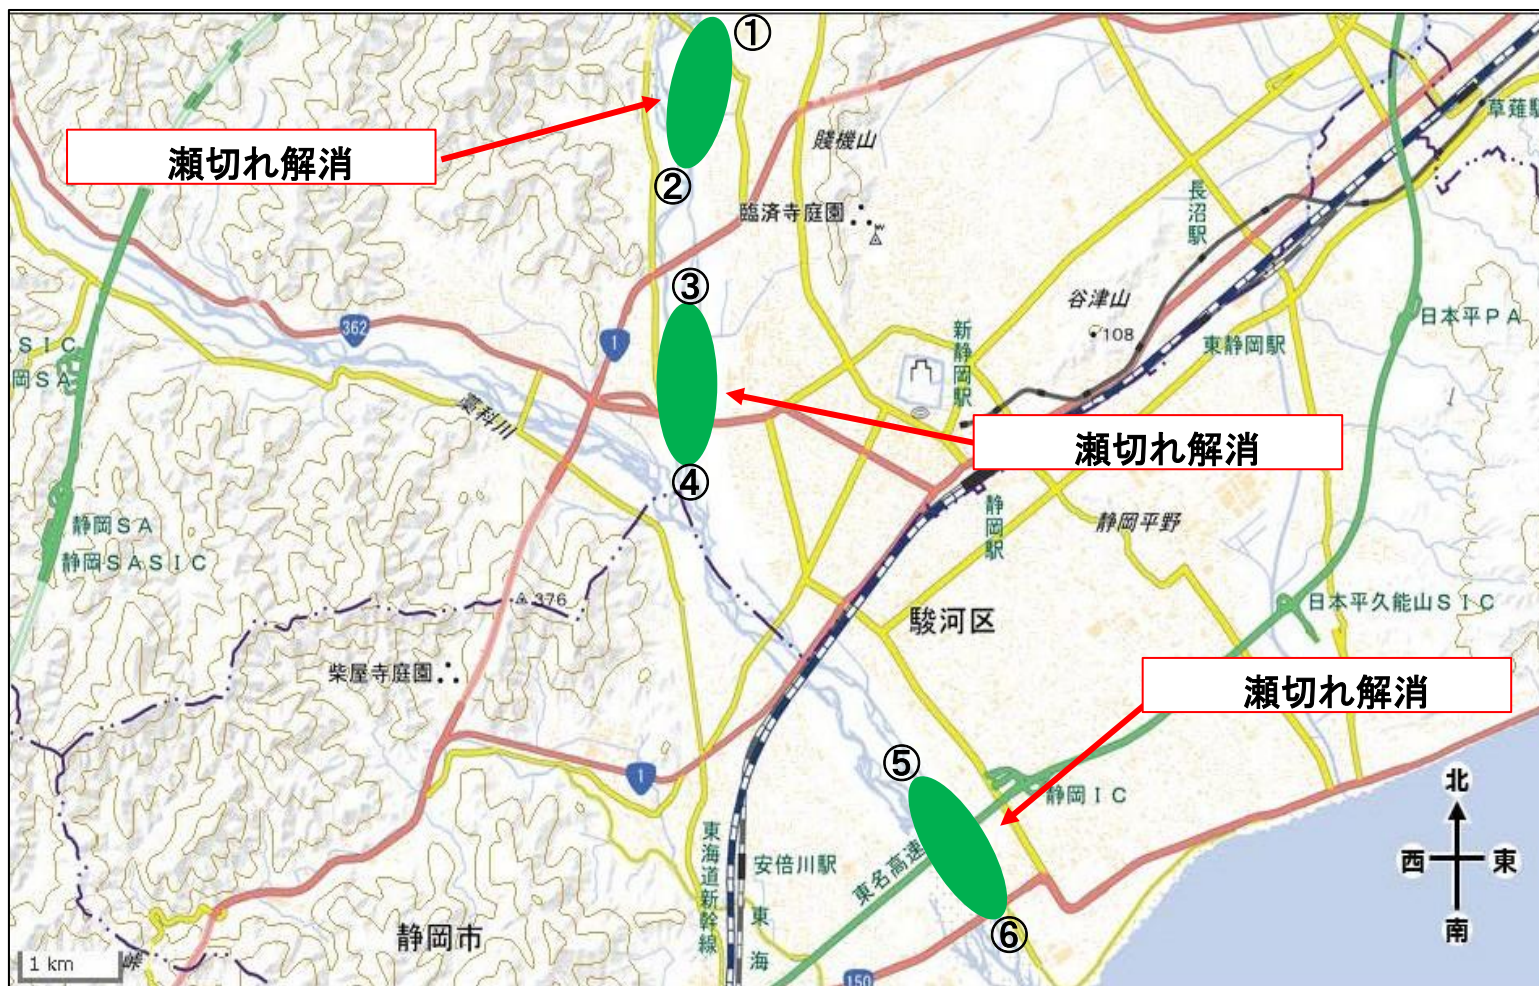 ①
瀬切れ解消
②
賤機山
臨済寺庭園
草薙駅
長沼駅
③
362
1
谷津山
108
新静岡駅
日本平PA
東静岡駅
SIC
岡SA
藁科川
瀬切れ解消
④
静岡駅
静岡平野
静岡SA
静岡SASIC
376
駿河区
日本平久能山SIC
柴屋寺庭園
瀬切れ解消
⑤
1
静岡IC
北
西
東
南
東海道新幹線
安倍川駅
東名高速
静岡市
東海
⑥
1 km
峠
150